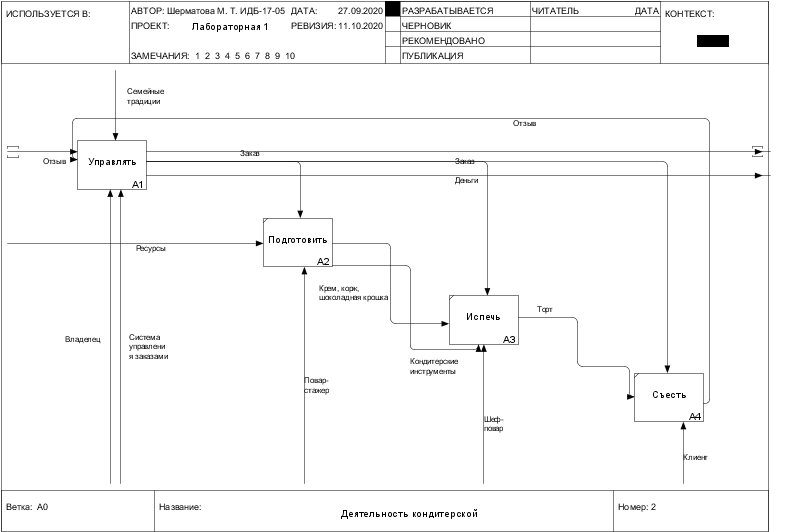 ИСПОЛЬЗУЕТСЯ В:
АВТОР: Шерматова М. Т. ИДБ-17-05 ДАТА: 27.09.2020
РАЗРАБАТЫВАЕТСЯ
ЧИТАТЕЛЬ ДАТА
КОНТЕКСТ:
ПРОЕКТ: Лабораторная 1 РЕВИЗИЯ: 11.10.2020
ЧЕРНОВИК
РЕКОМЕНДОВАНО
ЗАМЕЧАНИЯ: 1 2 3 4 5 6 7 8 9 10
ПУБЛИКАЦИЯ
Семейные
традиции
Отзыв
Отзыв
Управлять
A1
Заказ
Заказ
Деньги
Ресурсы
Подготовить
A2
Крем, корж,
шоколадная крошка
Испечь
A3
Торт
Владелец
Система
управлени
я заказами
Кондитерские
инструменты
Повар-
стажер
Съесть
A4
Шеф-
повар
Клиент
Ветка: A0
Название:
Деятельность кондитерской
Номер: 2